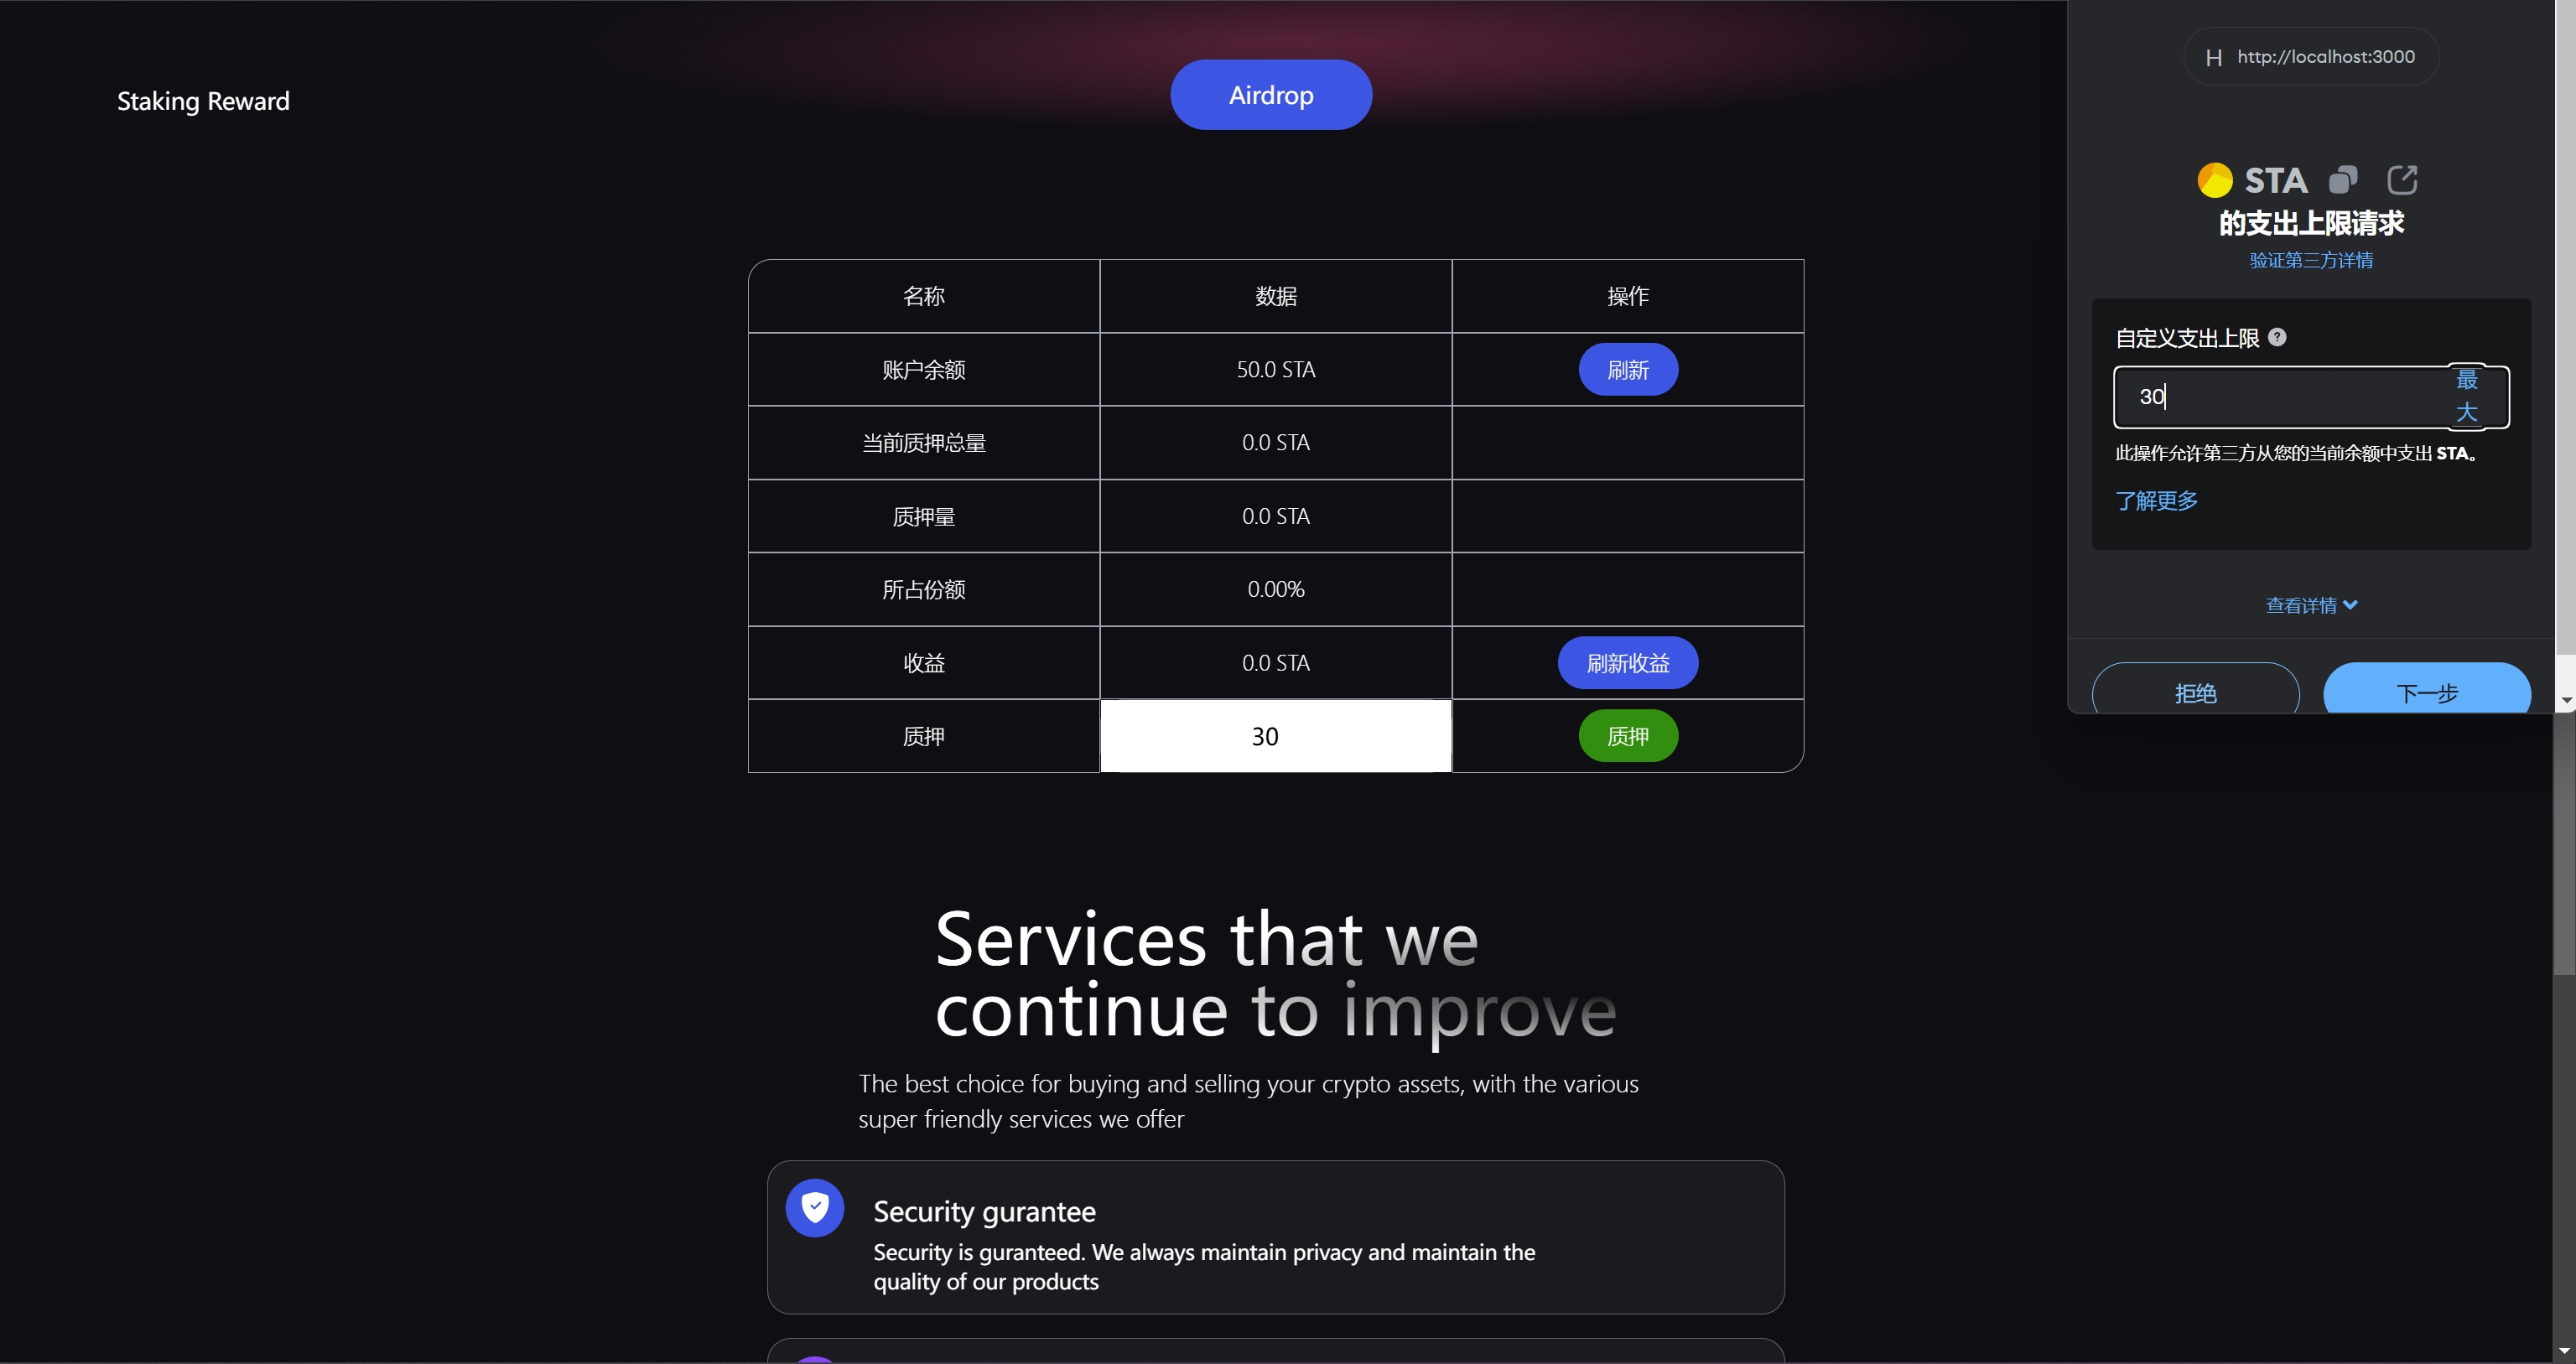 Staking Reward
Airdrop
名称 数据 操作
账户余额 50.0 STA 刷新
当前质押总量 0.0 STA
质押量 0.0 STA
所占份额 0.00%
收益 0.0 STA 刷新收益
质押 30 质押
Services that we
continue to improve
The best choice for buying and selling your crypto assets, with the various
super friendly services we offer
Security gurantee
Security is guranteed. We always maintain privacy and maintain the
quality of our products
H http://localhost:3000
STA
的支出上限请求
验证第三方详情
自定义支出上限 ?
30 最
大
此操作允许第三方从您的当前余额中支出 STA。
了解更多
查看详情
拒绝 下一步